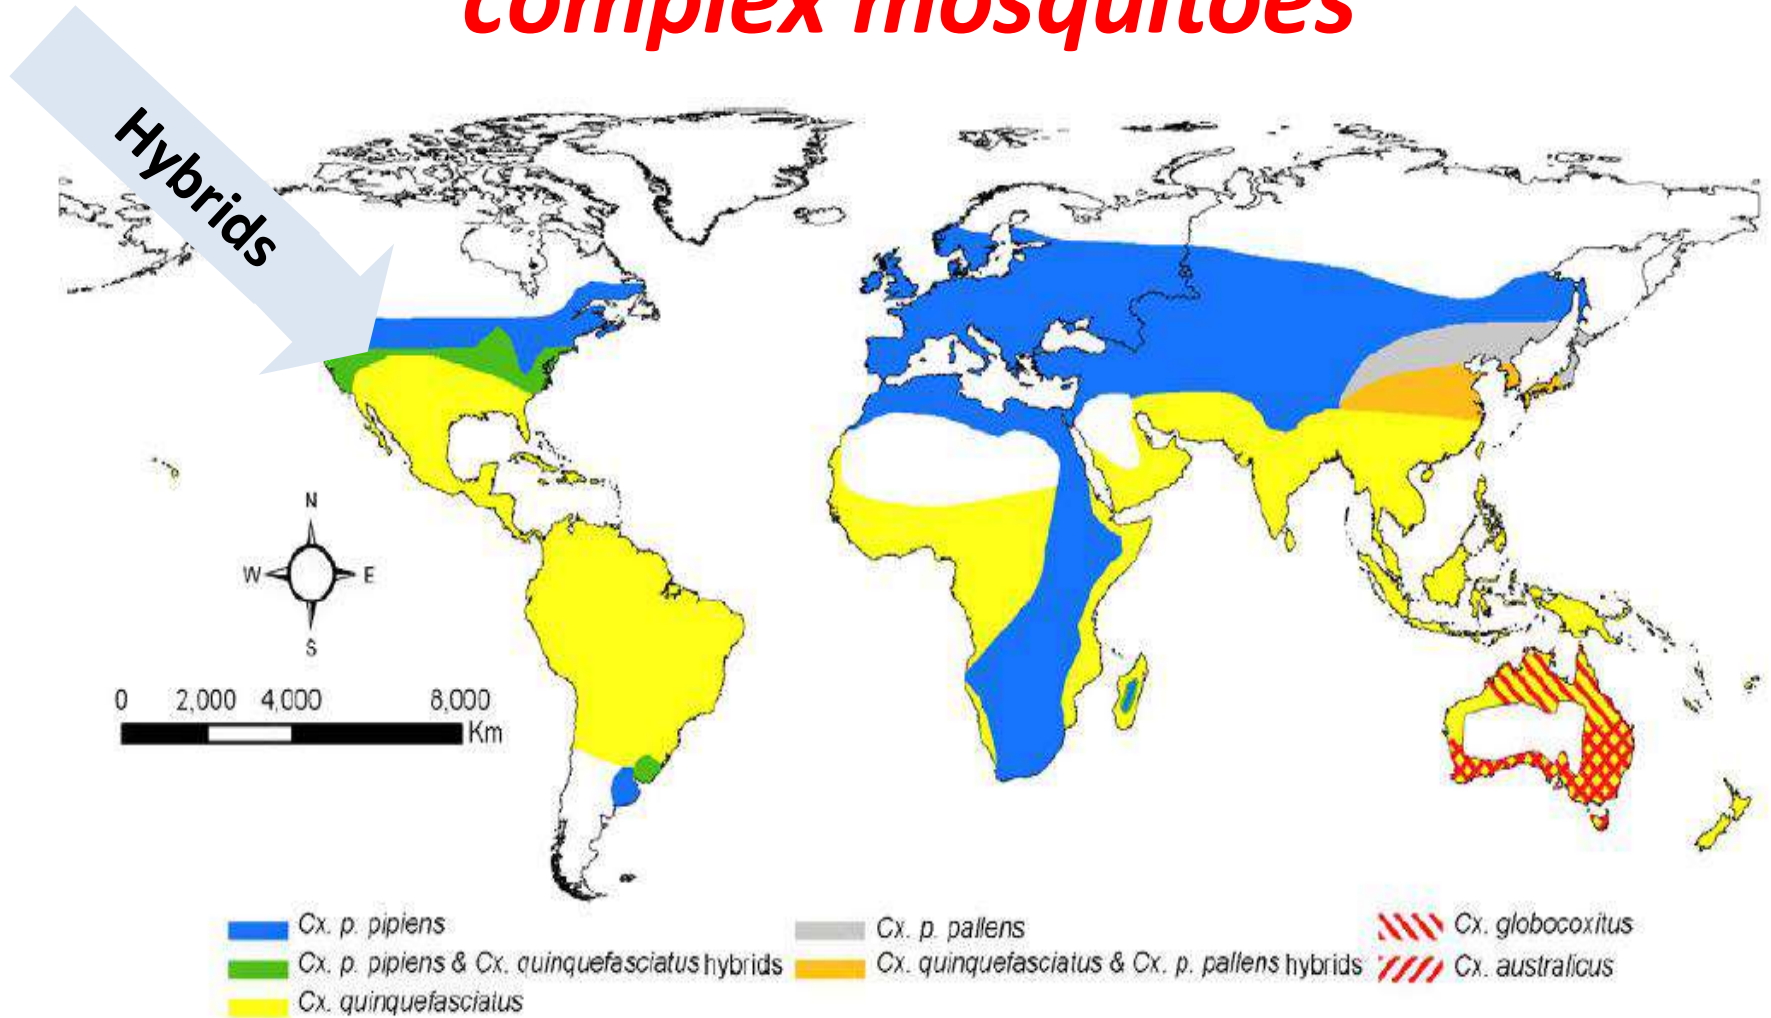 complex mosquitoes
Hybrids
N
W E
S
0 2,000 4,000 8,000
Km
Cx. p. pipiens
Cx. p. pipiens & Cx. quinquefasciatus hybrids
Cx. quinquefasciatus
Cx. p. pallens
Cx. quinquefasciatus & Cx. p. pallens hybrids
Cx. globocoxitus
Cx. australicus